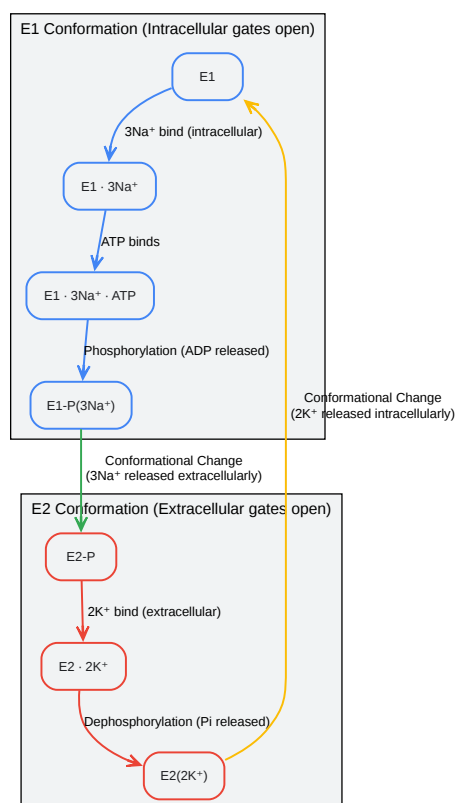 E1 Conformation (Intracellular gates open)
E1
3Na⁺ bind (intracellular)
E1 · 3Na⁺
ATP binds
E1 · 3Na⁺ · ATP
Phosphorylation (ADP released)
E1-P(3Na⁺)
Conformational Change
(2K⁺ released intracellularly)
Conformational Change
(3Na⁺ released extracellularly)
E2 Conformation (Extracellular gates open)
E2-P
2K⁺ bind (extracellular)
E2 · 2K⁺
Dephosphorylation (Pi released)
E2(2K⁺)